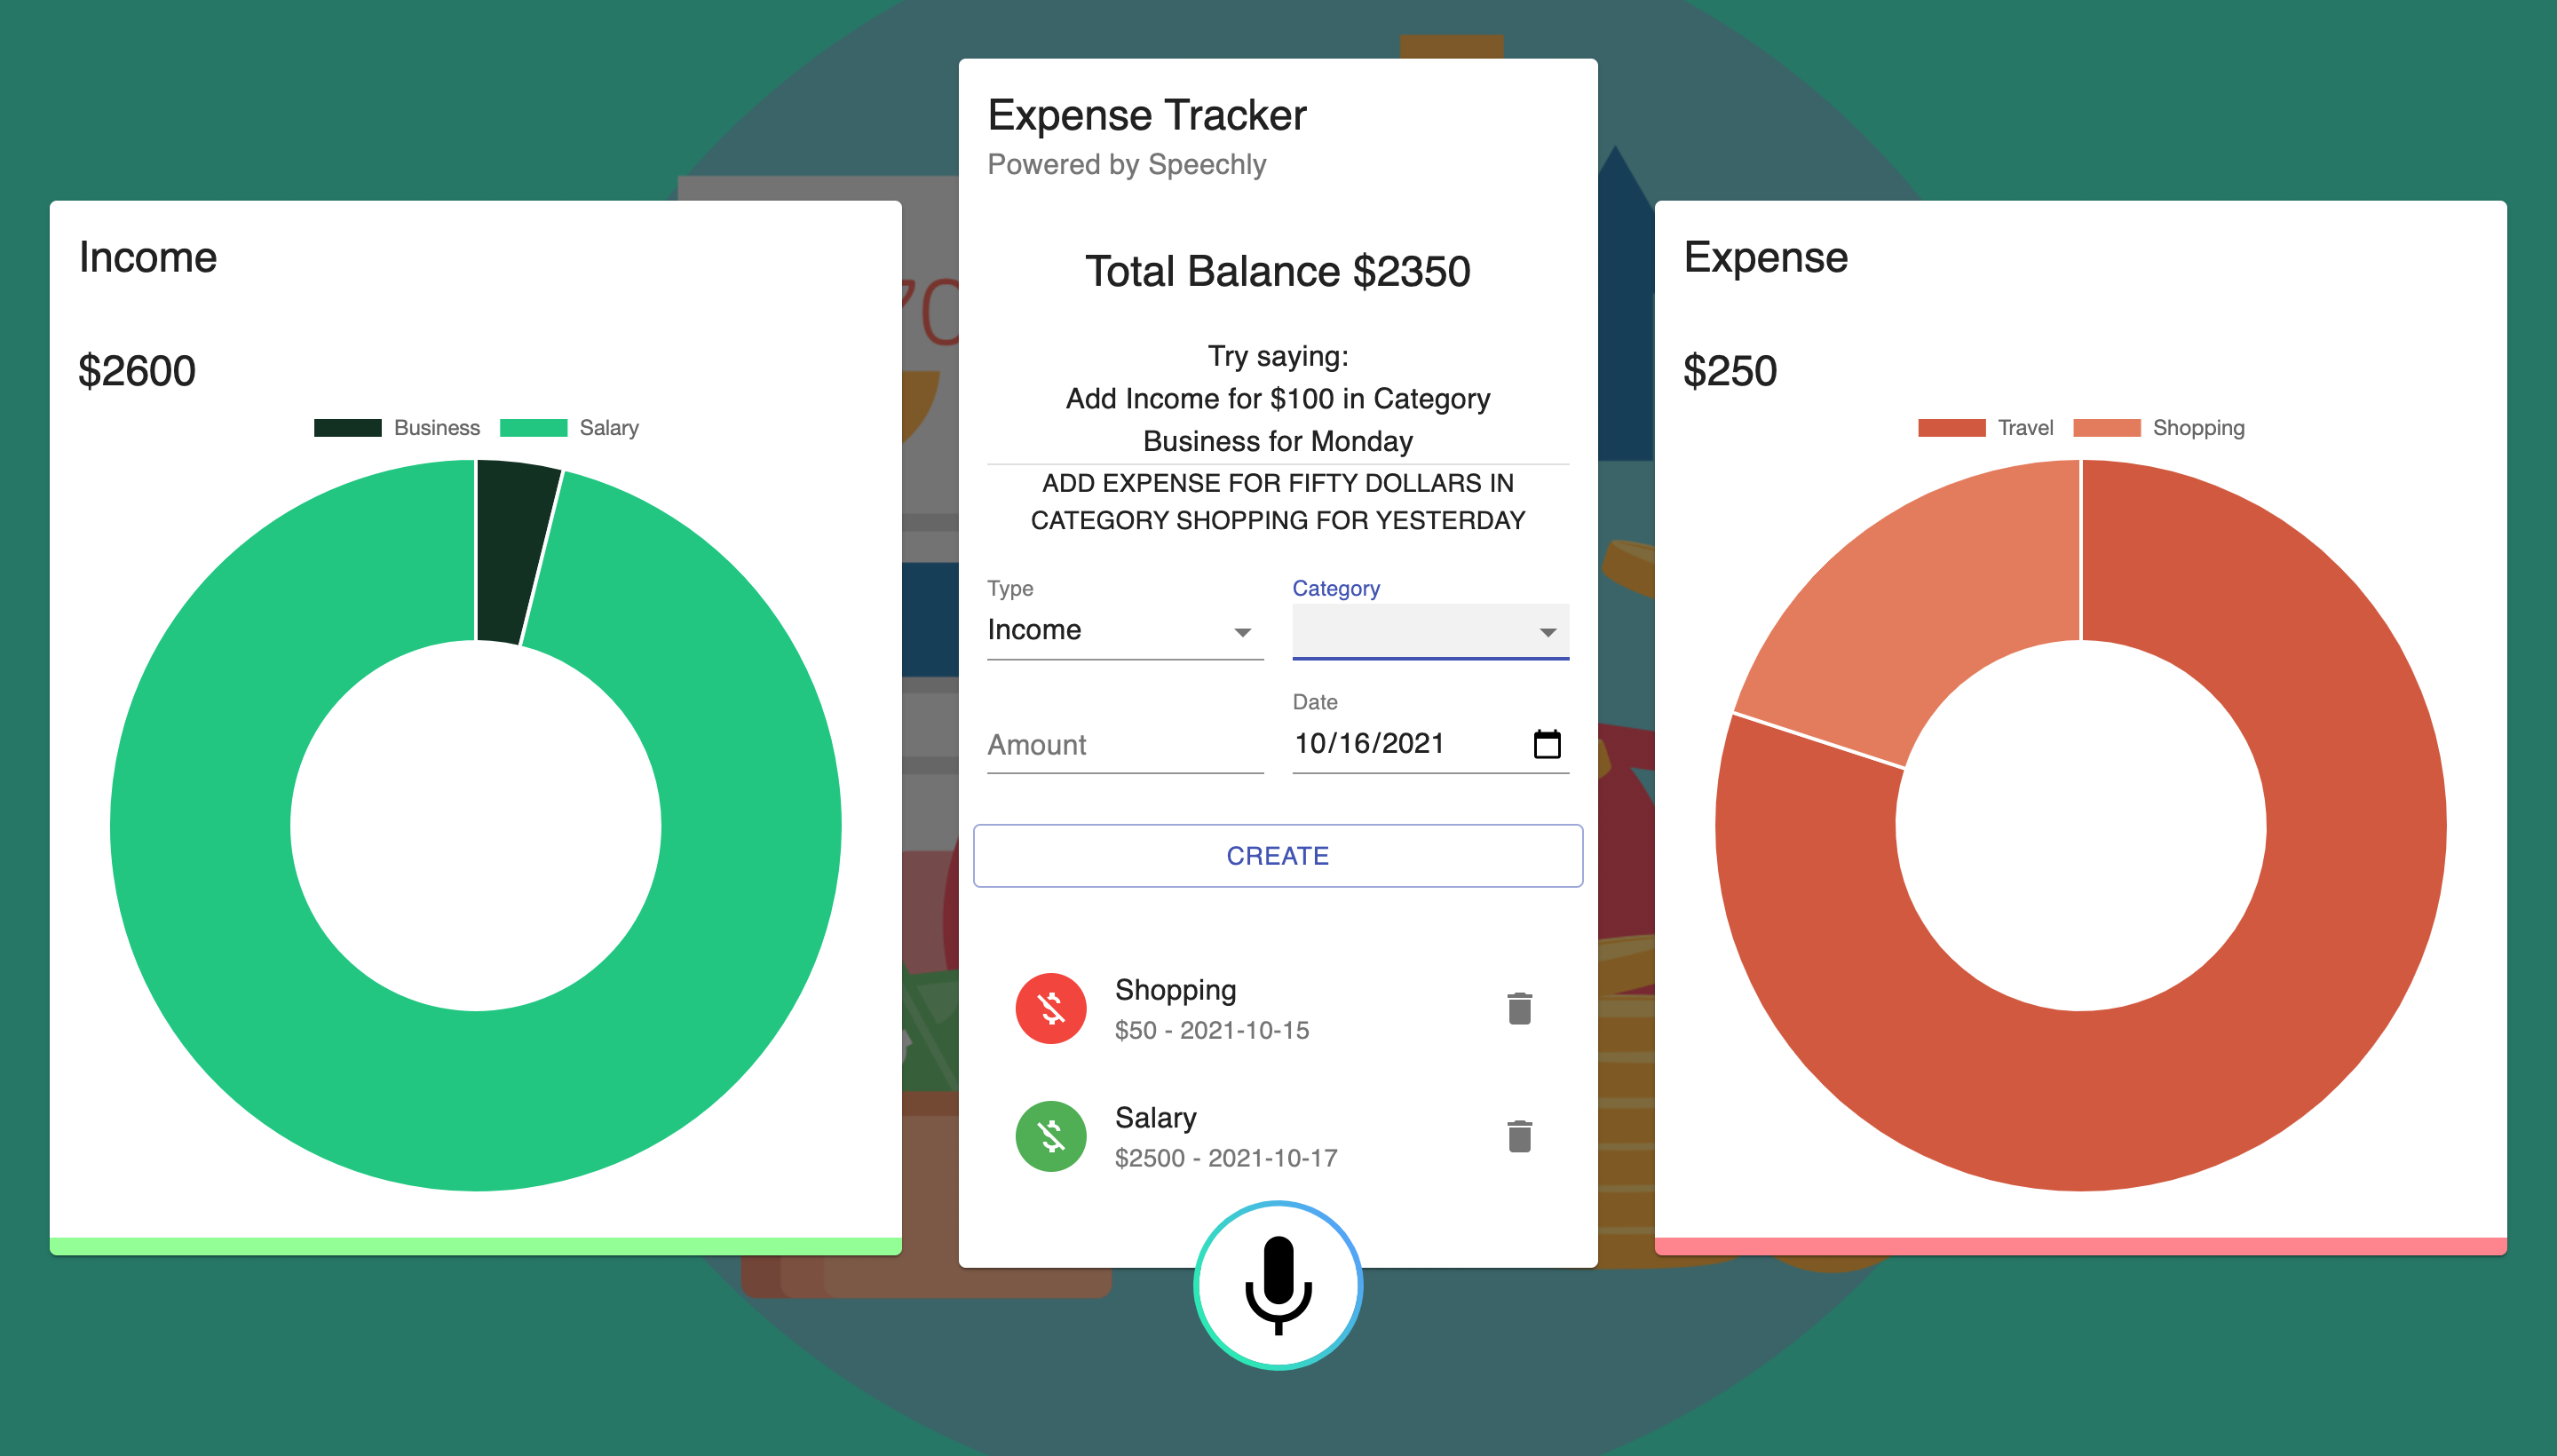 Income
$2600
Business
Salary
70
Expense Tracker
Powered by Speechly
Total Balance $2350
Try saying:
Add Income for $100 in Category
Business for Monday
ADD EXPENSE FOR FIFTY DOLLARS IN
CATEGORY SHOPPING FOR YESTERDAY
Type
Income
Category
Amount
Date
10/16/2021
CREATE
Shopping
$50 - 2021-10-15
Salary
$2500 - 2021-10-17
Expense
$250
Travel
Shopping